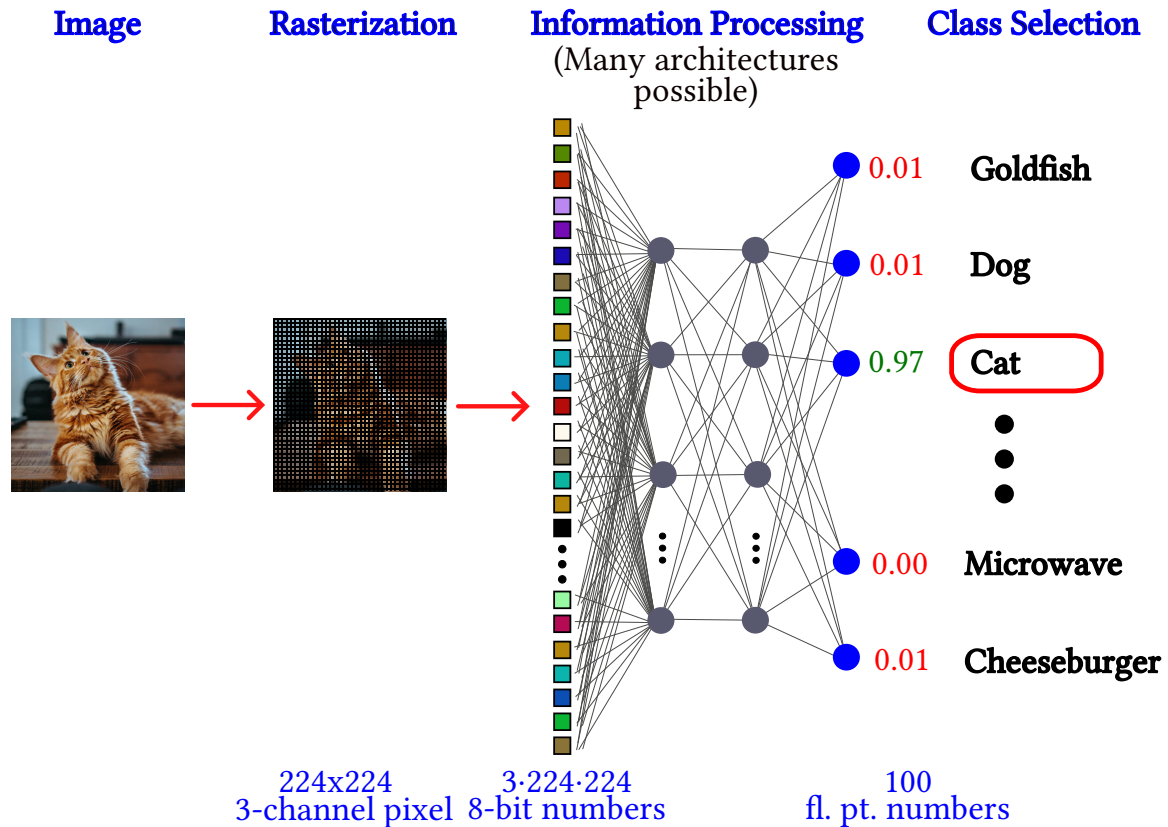 Image
Rasterization
Information Processing
(Many architectures
possible)
Class Selection
0.01 Goldfish
0.01 Dog
0.97 Cat
0.00 Microwave
0.01 Cheeseburger
224x224
3-channel pixel
3·224·224
8-bit numbers
100
fl. pt. numbers